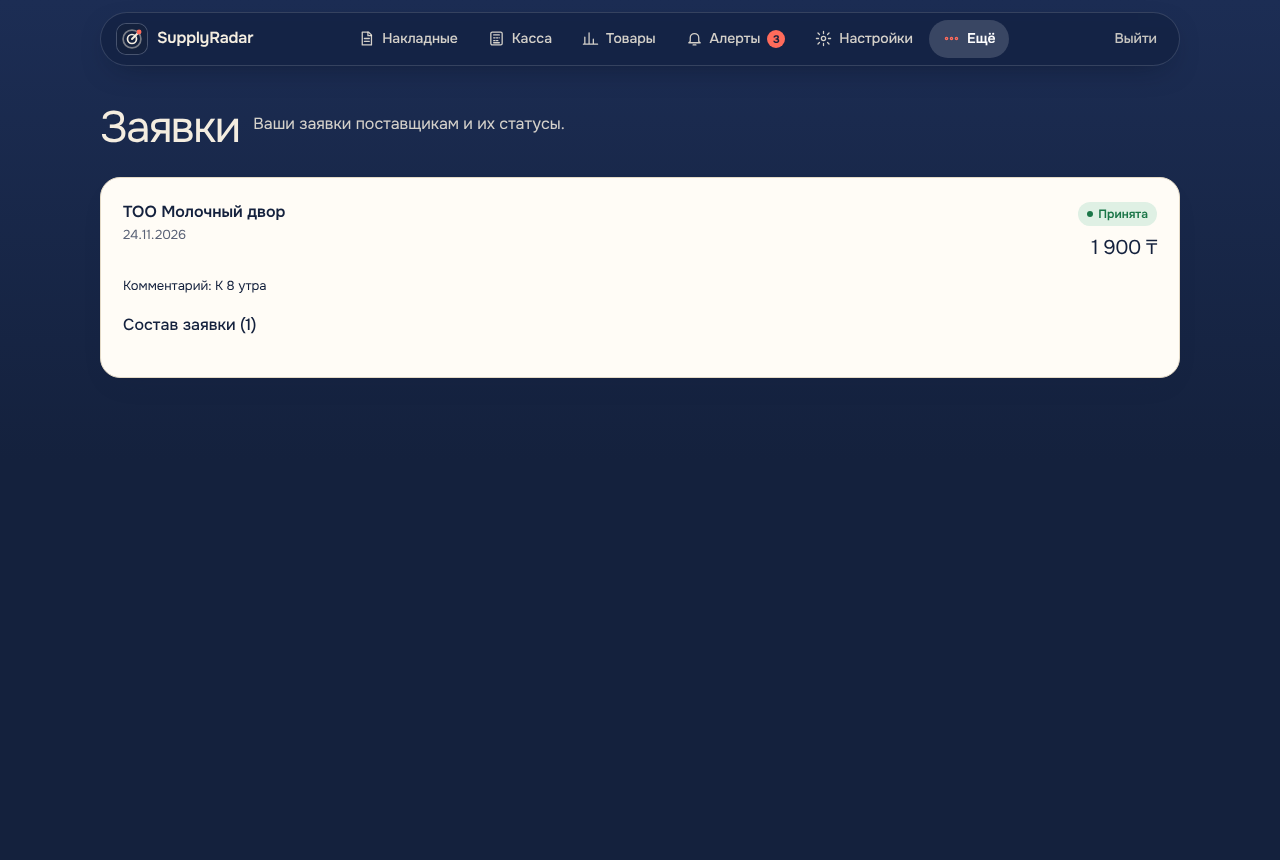 SupplyRadar
Накладные
Касса
Товары
Алерты 3
Настройки
Ещё
Выйти
Заявки
Ваши заявки поставщикам и их статусы.
ТОО Молочный двор
Принята
24.11.2026
1 900 ₸
Комментарий: К 8 утра
Состав заявки (1)